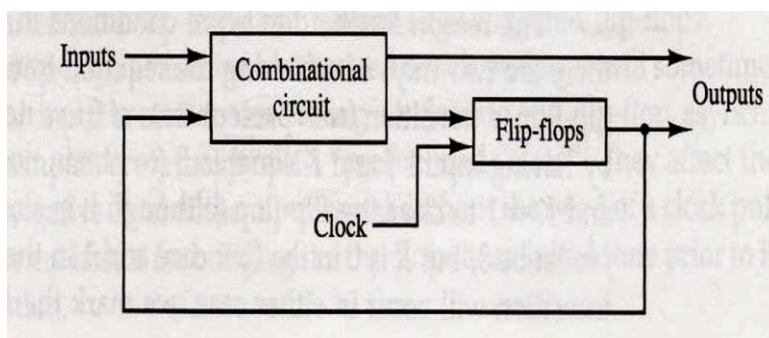 Inputs
Combinational
circuit
Outputs
Flip-flops
Clock